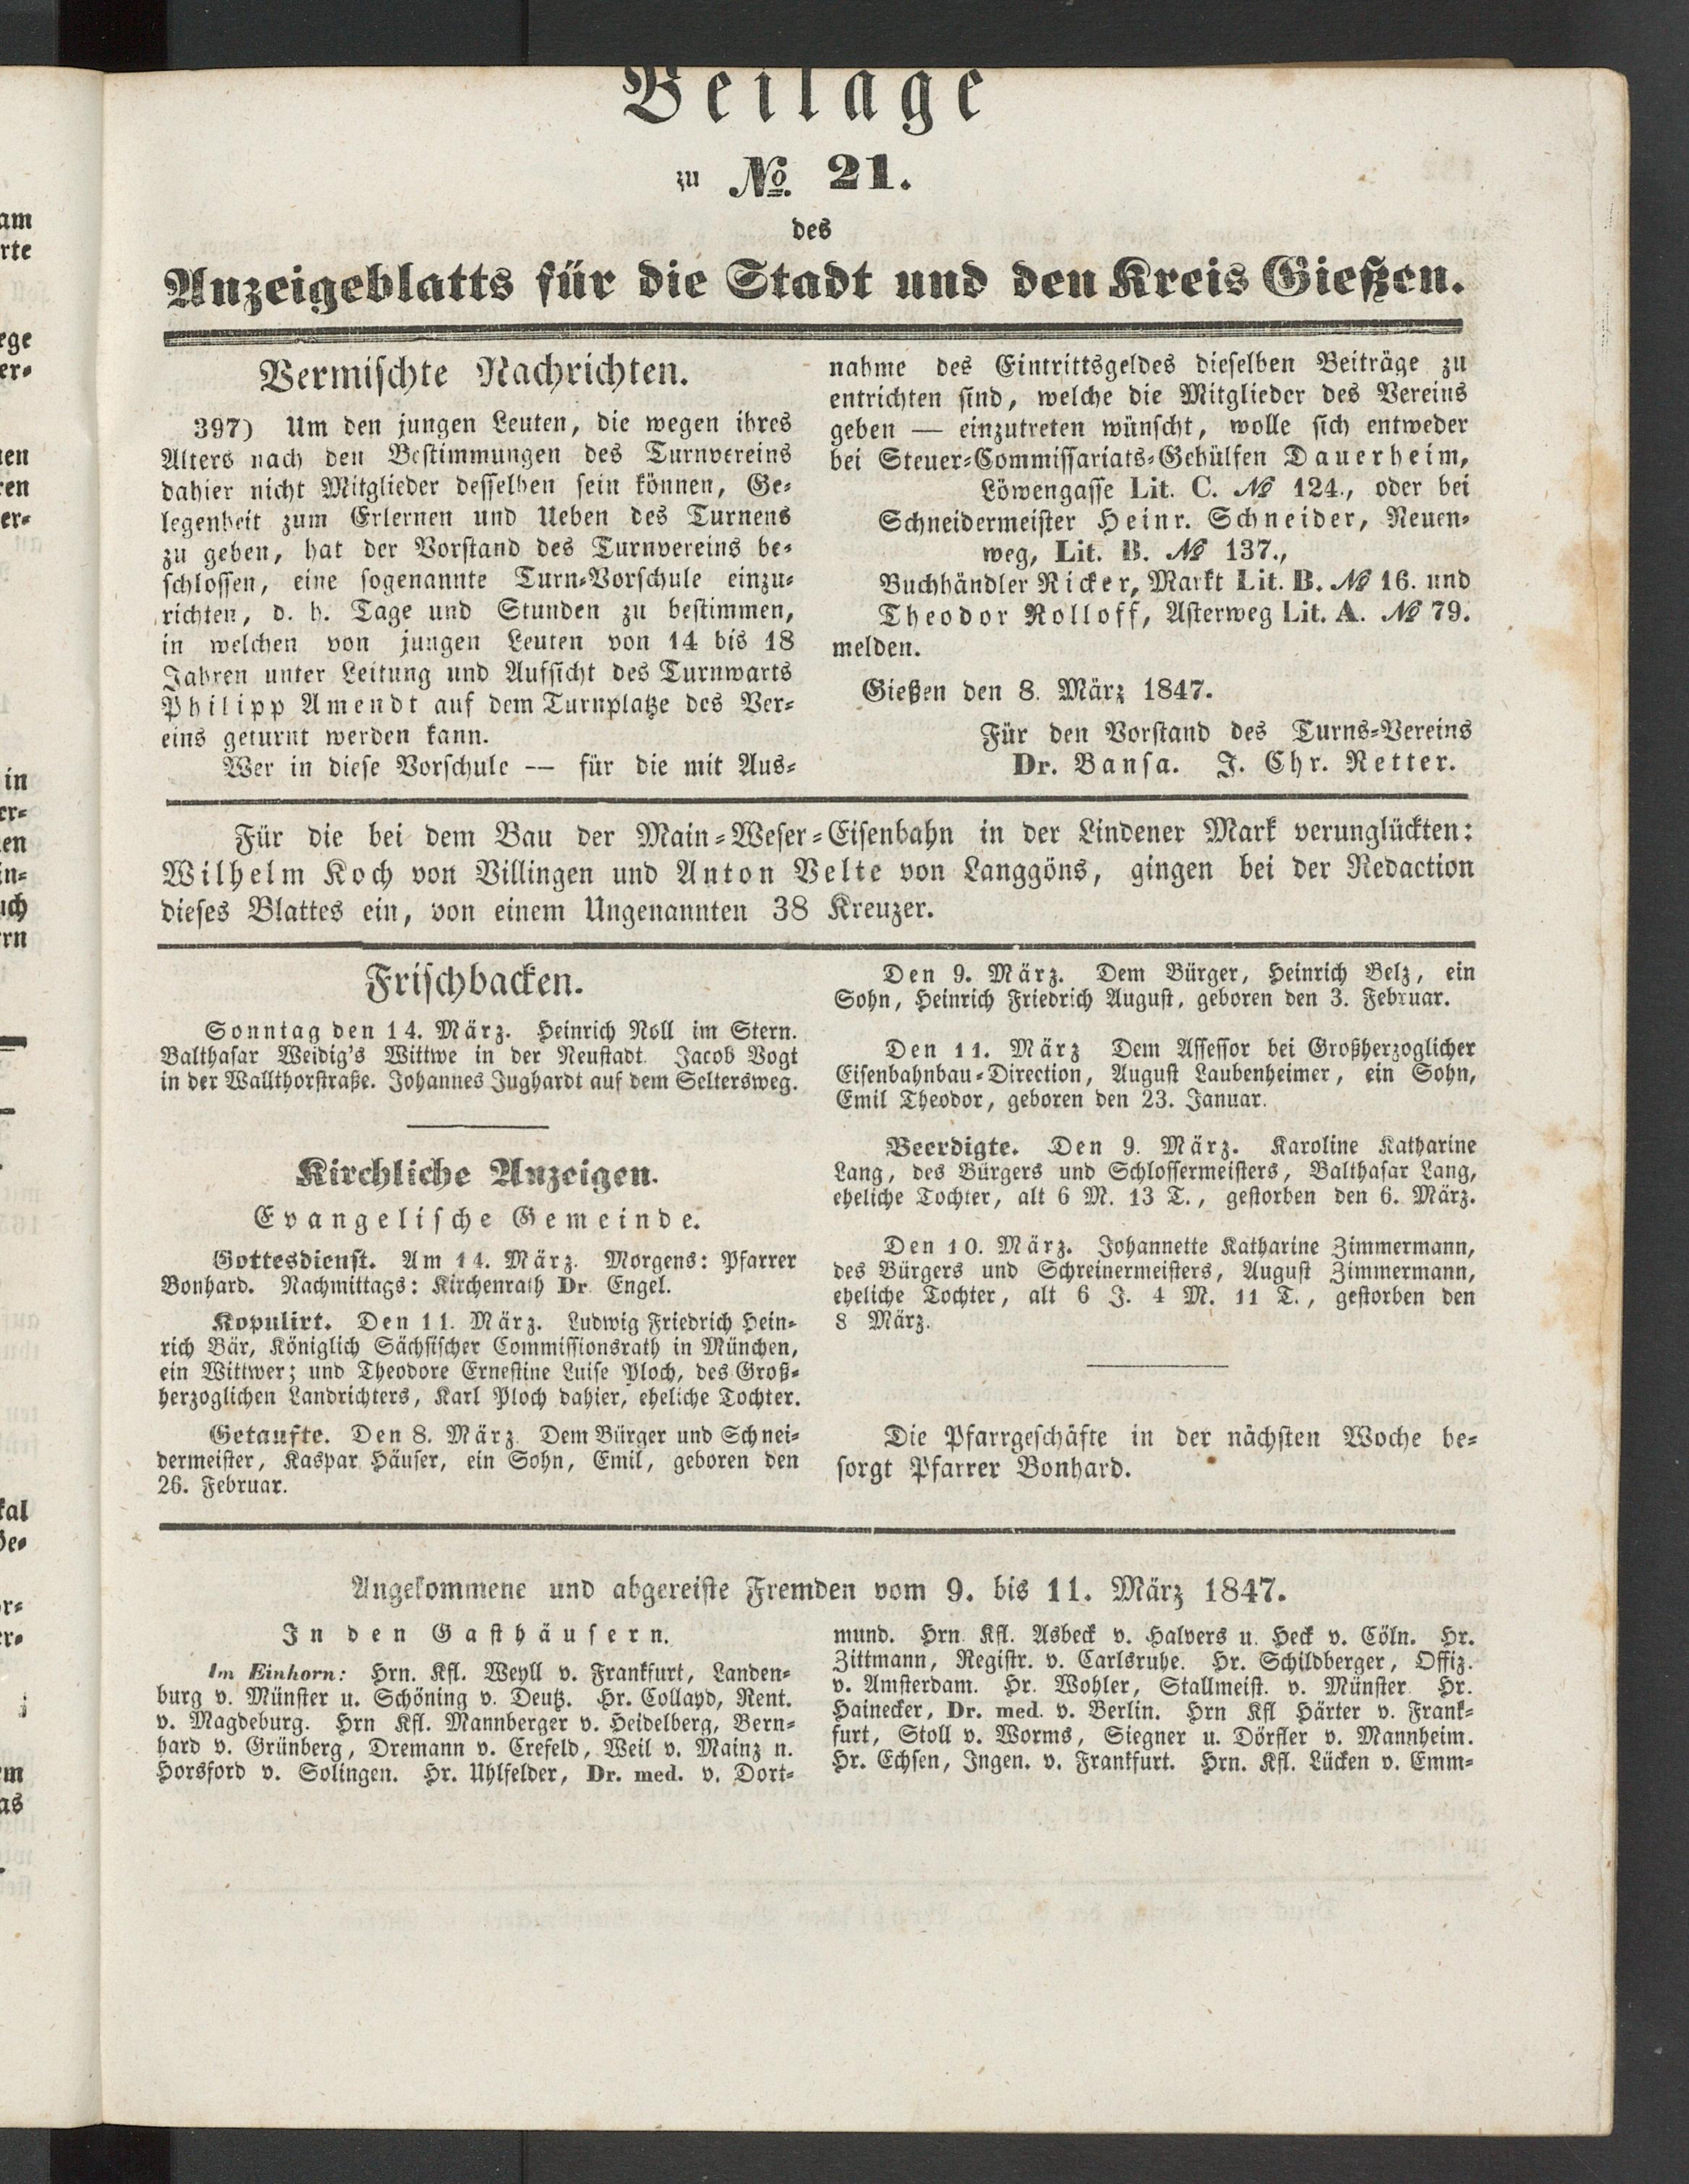 Beilage
zu № 21.
des
Anzeigeblatts für die Stadt und den Kreis Gießen.
Vermischte Nachrichten.
397) Um den jungen Leuten, die wegen ihres
Alters nach den Bestimmungen des Turnvereins
dahier nicht Mitglieder desselben sein können, Ge-
legenheit zum Erlernen und Ueben des Turnens
zu geben, hat der Vorstand des Turnvereins be-
schlossen, eine sogenannte Turn-Vorschule einzu-
richten, d. h. Tage und Stunden zu bestimmen,
in welchen von jungen Leuten von 14 bis 18
Jahren unter Leitung und Aufsicht des Turnwarts
Philipp Amendt auf dem Turnplatze des Ver-
eins geturnt werden kann.
Wer in diese Vorschule — für die mit Aus-
nahme des Eintrittsgeldes dieselben Beiträge zu
entrichten sind, welche die Mitglieder des Vereins
geben — einzutreten wünscht, wolle sich entweder
bei Steuer-Commissariats-Gehülfen Dauerheim,
Löwengasse Lit. C. № 124., oder bei
Schneidermeister Heinr. Schneider, Neuen-
weg, Lit. B. № 137.,
Buchhändler Ricker, Markt Lit. B. № 16. und
Theodor Rolloff, Asterweg Lit. A. № 79.
melden.
Gießen den 8. März 1847.
Für den Vorstand des Turns-Vereins
Dr. Bansa. J. Chr. Retter.
Für die bei dem Bau der Main-Weser-Eisenbahn in der Lindener Mark verunglückten:
Wilhelm Koch von Villingen und Anton Velte von Langgöns, gingen bei der Redaction
dieses Blattes ein, von einem Ungenannten 38 Kreuzer.
Frischbacken.
Sonntag den 14. März. Heinrich Noll im Stern.
Balthasar Weidig's Wittwe in der Neustadt. Jacob Vogt
in der Wallthorstraße. Johannes Jughardt auf dem Seltersweg.
Kirchliche Anzeigen.
Evangelische Gemeinde.
Gottesdienst. Am 14. März. Morgens: Pfarrer
Bonhard. Nachmittags: Kirchenrath Dr. Engel.
Kopulirt. Den 11. März. Ludwig Friedrich Hein-
rich Bär, Königlich Sächsischer Commissionsrath in München,
ein Wittwer; und Theodore Ernestine Luise Ploch, des Groß-
herzoglichen Landrichters, Karl Ploch dahier, eheliche Tochter.
Getaufte. Den 8. März. Dem Bürger und Schnei-
dermeister, Kaspar Häuser, ein Sohn, Emil, geboren den
26. Februar.
Den 9. März. Dem Bürger, Heinrich Belz, ein
Sohn, Heinrich Friedrich August, geboren den 3. Februar.
Den 11. März Dem Assessor bei Großherzoglicher
Eisenbahnbau-Direction, August Laubenheimer, ein Sohn,
Emil Theodor, geboren den 23. Januar.
Beerdigte. Den 9. März. Karoline Katharine
Lang, des Bürgers und Schlossermeisters, Balthasar Lang,
eheliche Tochter, alt 6 M. 13 T., gestorben den 6. März.
Den 10. März. Johannette Katharine Zimmermann,
des Bürgers und Schreinermeisters, August Zimmermann,
eheliche Tochter, alt 6 J. 4 M. 11 T., gestorben den
8 März.
Die Pfarrgeschäfte in der nächsten Woche be-
sorgt Pfarrer Bonhard.
Angekommene und abgereiste Fremden vom 9. bis 11. März 1847.
In den Gasthäusern.
Im Einhorn: Hrn. Kfl. Weyll v. Frankfurt, Landen-
burg v. Münster u. Schöning v. Deutz. Hr. Collayd, Rent.
v. Magdeburg. Hrn Kfl. Mannberger v. Heidelberg, Bern-
hard v. Grünberg, Dremann v. Crefeld, Weil v. Mainz n.
Horsford v. Solingen. Hr. Uhlfelder, Dr. med. v. Dort-
mund. Hrn. Kfl. Asbeck v. Halvers u. Heck v. Cöln. Hr.
Zittmann, Registr. v. Carlsruhe. Hr. Schildberger, Offiz.
v. Amsterdam. Hr. Wohler, Stallmeist. v. Münster. Hr.
Hainecker, Dr. med. v. Berlin. Hrn Kfl Härter v. Frank-
furt, Stoll v. Worms, Siegner u. Dörfler v. Mannheim.
Hr. Echsen, Ingen. v. Frankfurt. Hrn. Kfl. Lücken v. Emm-